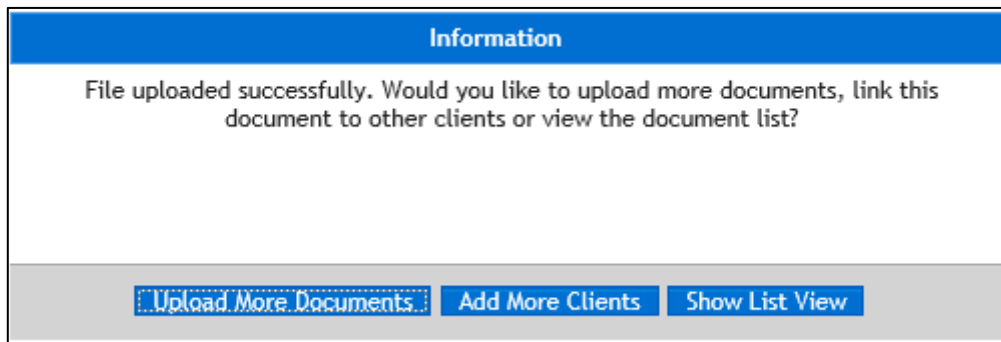 Information
File uploaded successfully. Would you like to upload more documents, link this
document to other clients or view the document list?
Upload More Documents Add More Clients Show List View